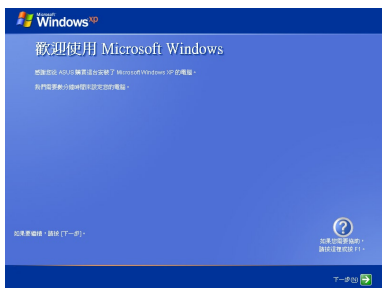 Microsoft
Windows xp
歡迎使用 Microsoft Windows
感謝您從 ASUS 購買這台安裝了 Microsoft Windows XP 的電腦。
我們需要幾分鐘時間來設定您的電腦。
如果要繼續，請按 [下一步]。
如果您需要協助，
請按這裡或按 F1。
下一步(N)